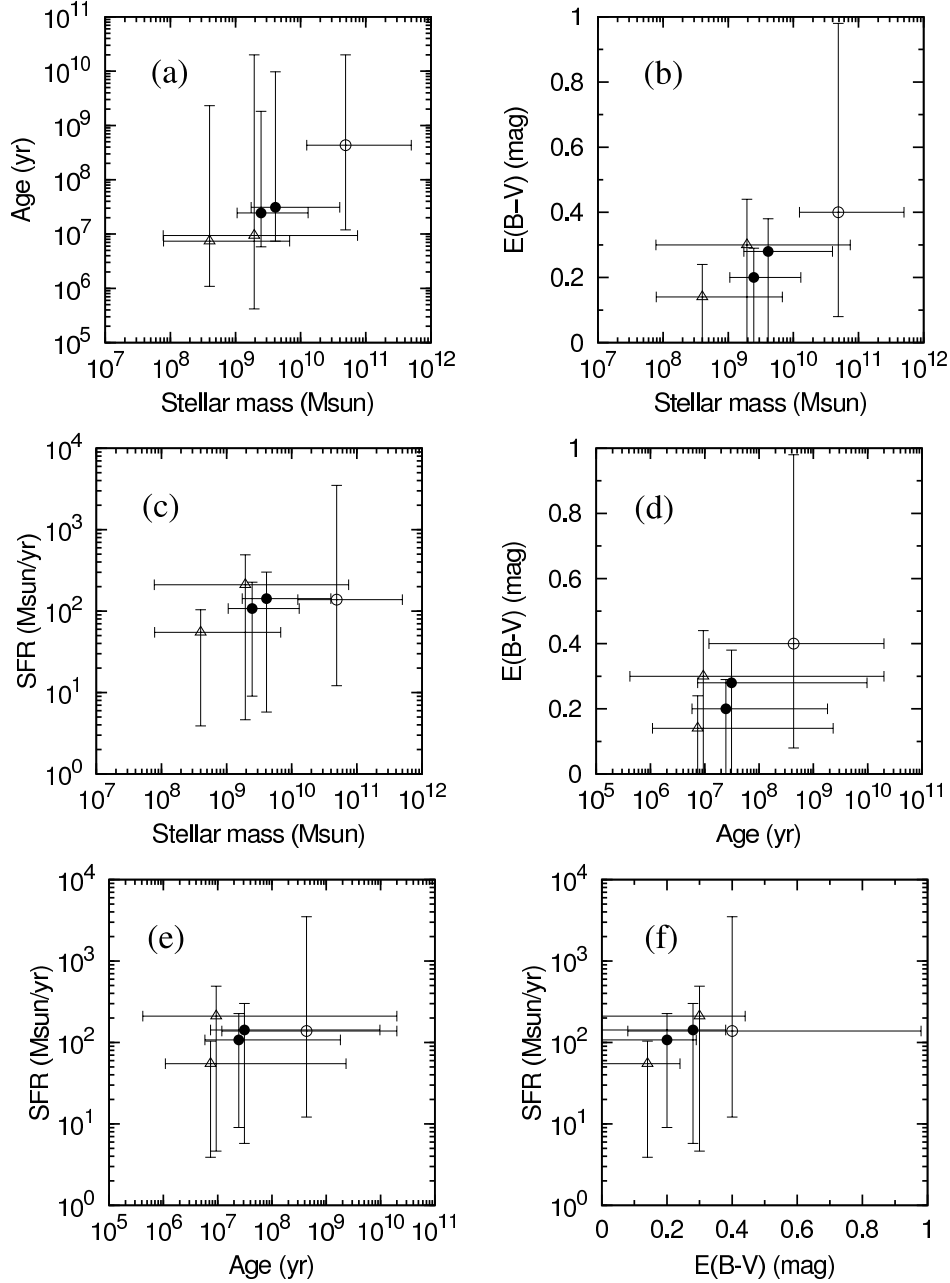 (a)
Age (yr)
10^11
10^10
10^9
10^8
10^7
10^6
10^5
10^7 10^8 10^9 10^10 10^11 10^12
Stellar mass (Msun)
(b)
E(B−V) (mag)
1
0.8
0.6
0.4
0.2
0
10^7 10^8 10^9 10^10 10^11 10^12
Stellar mass (Msun)
(c)
SFR (Msun/yr)
10^4
10^3
10^2
10^1
10^0
10^7 10^8 10^9 10^10 10^11 10^12
Stellar mass (Msun)
(d)
E(B-V) (mag)
1
0.8
0.6
0.4
0.2
0
10^5 10^6 10^7 10^8 10^9 10^10 10^11
Age (yr)
(e)
SFR (Msun/yr)
10^4
10^3
10^2
10^1
10^0
10^5 10^6 10^7 10^8 10^9 10^10 10^11
Age (yr)
(f)
SFR (Msun/yr)
10^4
10^3
10^2
10^1
10^0
0 0.2 0.4 0.6 0.8 1
E(B-V) (mag)